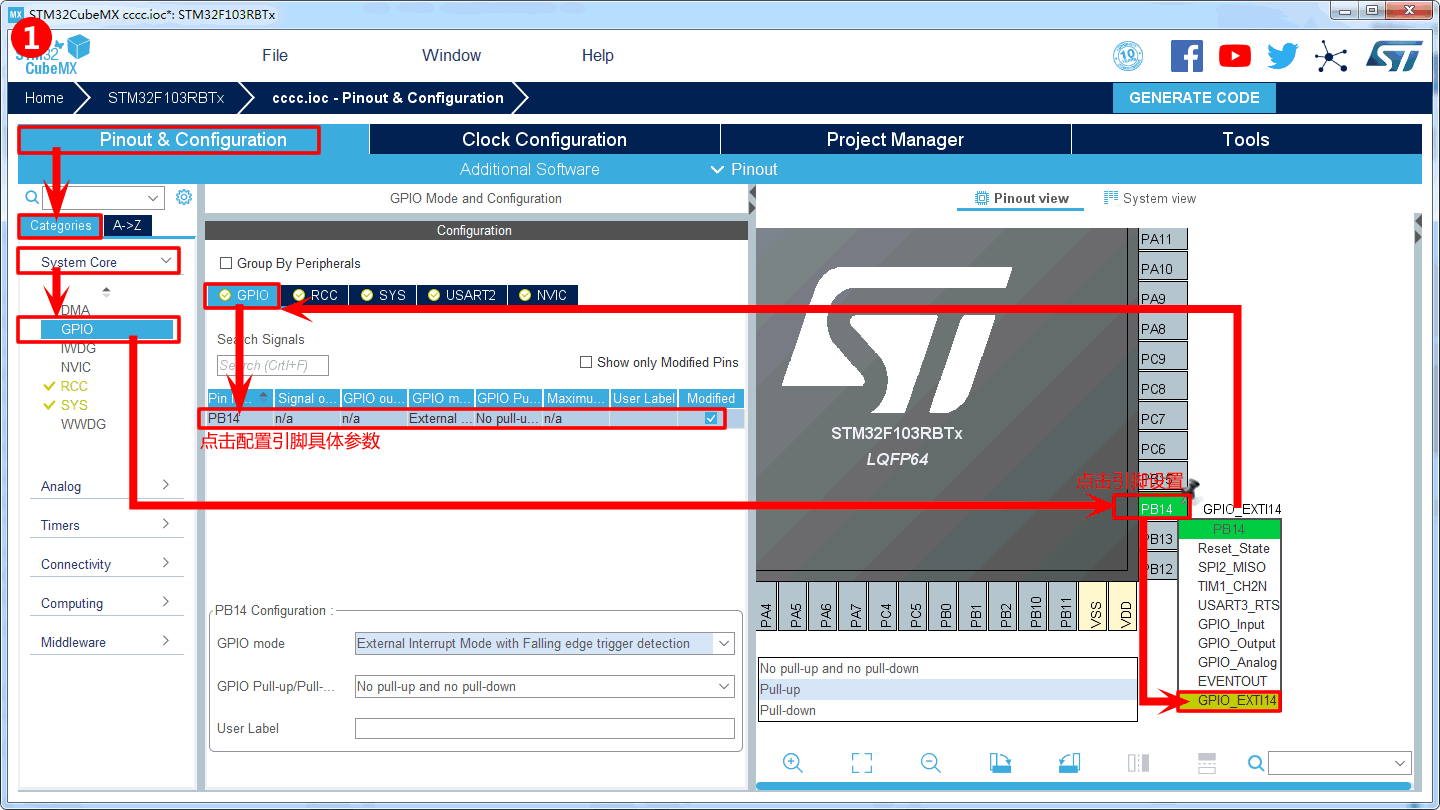 MX STM32CubeMX cccc.ioc*: STM32F103RBTx
1
STM32
CubeMX
File
Window
Help
10
Home
STM32F103RBTx
cccc.ioc - Pinout & Configuration
GENERATE CODE
Pinout & Configuration
Clock Configuration
Project Manager
Tools
Additional Software
Pinout
Categories
A->Z
System Core
DMA
GPIO
IWDG
NVIC
RCC
SYS
WWDG
Analog
Timers
Connectivity
Computing
Middleware
GPIO Mode and Configuration
Configuration
Group By Peripherals
GPIO
RCC
SYS
USART2
NVIC
Search Signals
Search (Crtl+F)
Show only Modified Pins
Pin ... Signal o... GPIO ou... GPIO m... GPIO Pu... Maximu... User Label Modified
PB14 n/a n/a External ... No pull-u... n/a
点击配置引脚具体参数
PB14 Configuration :
GPIO mode
External Interrupt Mode with Falling edge trigger detection
GPIO Pull-up/Pull-...
No pull-up and no pull-down
User Label
Pinout view
System view
PA11
PA10
PA9
PA8
PC9
PC8
PC7
PC6
PB15
点击引脚设置
PB14
GPIO_EXTI14
PB13
PB12
STM32F103RBTx
LQFP64
PA4
PA5
PA6
PA7
PC4
PC5
PB0
PB1
PB2
PB10
PB11
VSS
VDD
PB14
Reset_State
SPI2_MISO
TIM1_CH2N
USART3_RTS
GPIO_Input
GPIO_Output
GPIO_Analog
EVENTOUT
GPIO_EXTI14
No pull-up and no pull-down
Pull-up
Pull-down